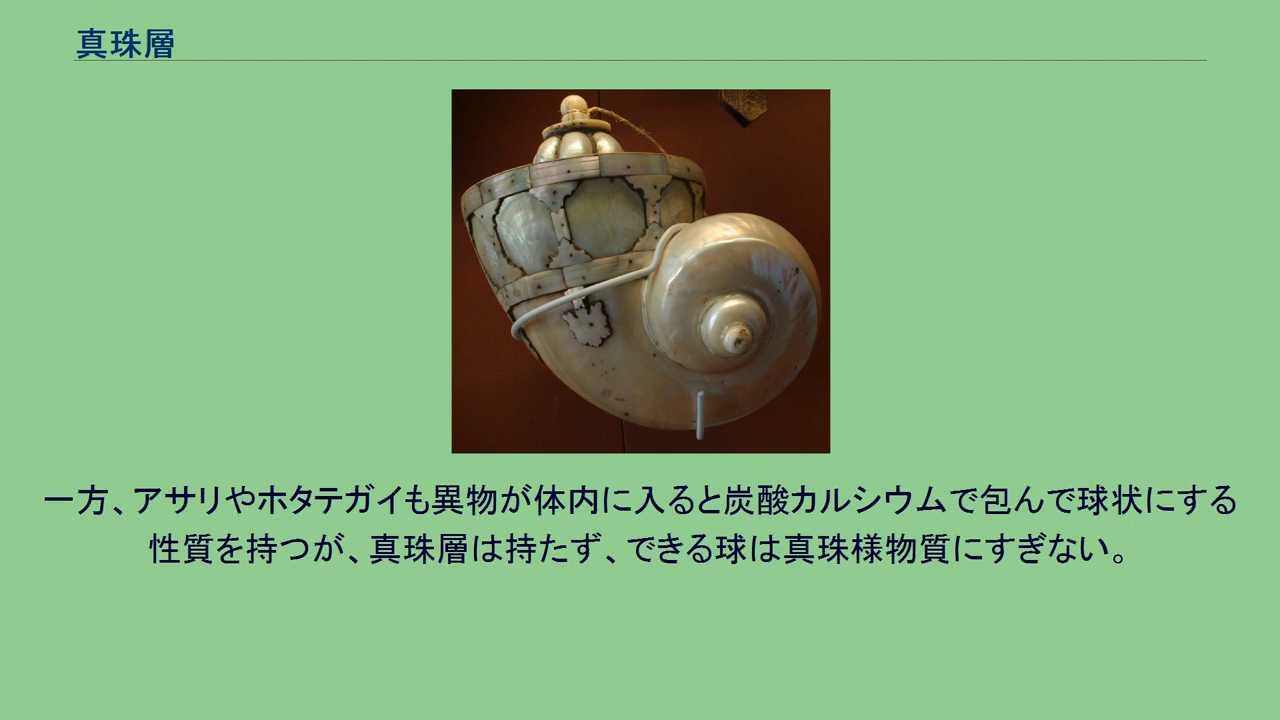 真珠層
一方、アサリやホタテガイも異物が体内に入ると炭酸カルシウムで包んで球状にする
性質を持つが、真珠層は持たず、できる球は真珠様物質にすぎない。